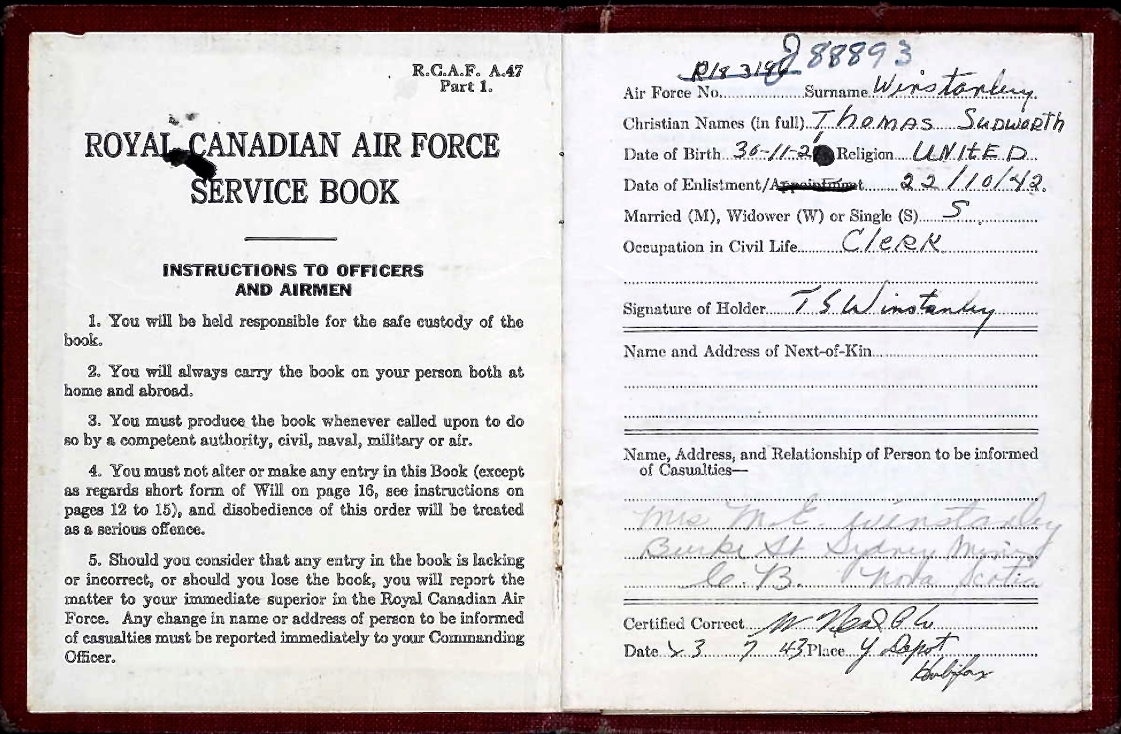 R.C.A.F. A.47
Part 1.
ROYAL CANADIAN AIR FORCE
SERVICE BOOK
INSTRUCTIONS TO OFFICERS
AND AIRMEN
1. You will be held responsible for the safe custody of the
book.
2. You will always carry the book on your person both at
home and abroad.
3. You must produce the book whenever called upon to do
so by a competent authority, civil, naval, military or air.
4. You must not alter or make any entry in this Book (except
as regards short form of Will on page 16, see instructions on
pages 12 to 15), and disobedience of this order will be treated
as a serious offence.
5. Should you consider that any entry in the book is lacking
or incorrect, or should you lose the book, you will report the
matter to your immediate superior in the Royal Canadian Air
Force. Any change in name or address of person to be informed
of casualties must be reported immediately to your Commanding
Officer.
J88893
Air Force No. Surname Winstanley
Christian Names (in full) Thomas Sudworth
Date of Birth 30-11-2 Religion UNITED
Date of Enlistment/Appointment 22/10/42.
Married (M), Widower (W) or Single (S) S
Occupation in Civil Life Clerk
Signature of Holder T S Winstanley
Name and Address of Next-of-Kin
Name, Address, and Relationship of Person to be informed
of Casualties—
Mrs M.E Winstanley
Burke St Sydney Mines
C.B. Nova Scotia
Certified Correct
Date 3 7 43 Place Y Depot
Halifax